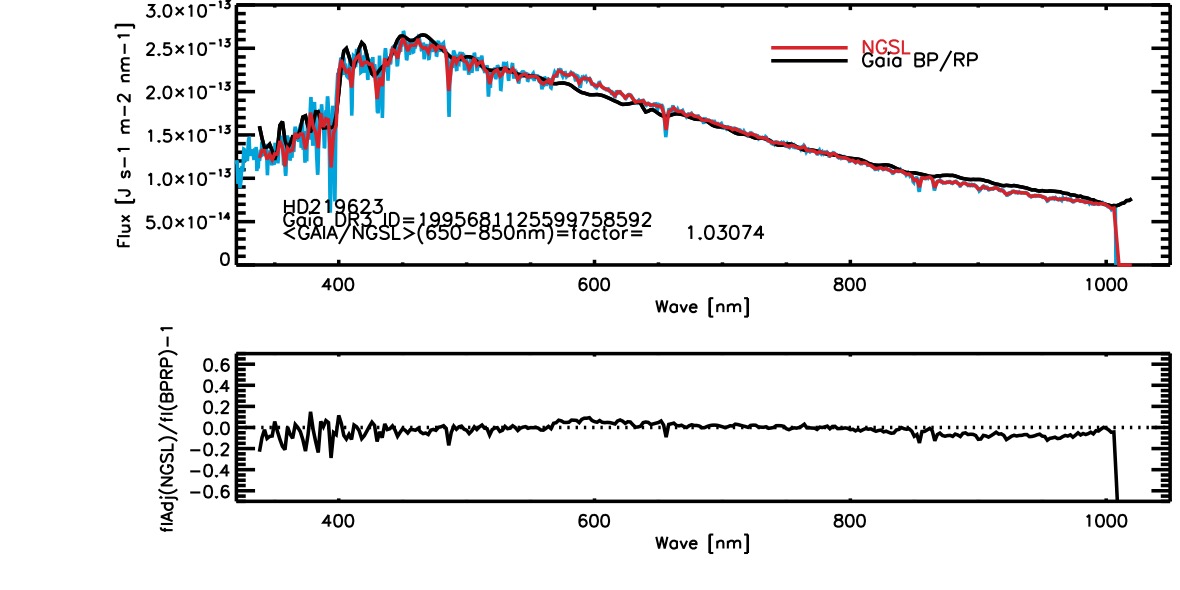 3.0×10−13
2.5×10−13
2.0×10−13
1.5×10−13
1.0×10−13
5.0×10−14
0
Flux [J s−1 m−2 nm−1]
NGSL
Gaia BP/RP
HD219623
Gaia DR3 ID=1995681125599758592
<GAIA/NGSL>(650−850nm)=factor= 1.03074
400 600 800 1000
Wave [nm]
flAdj(NGSL)/fl(BPRP)−1
0.6
0.4
0.2
0.0
−0.2
−0.4
−0.6
400 600 800 1000
Wave [nm]